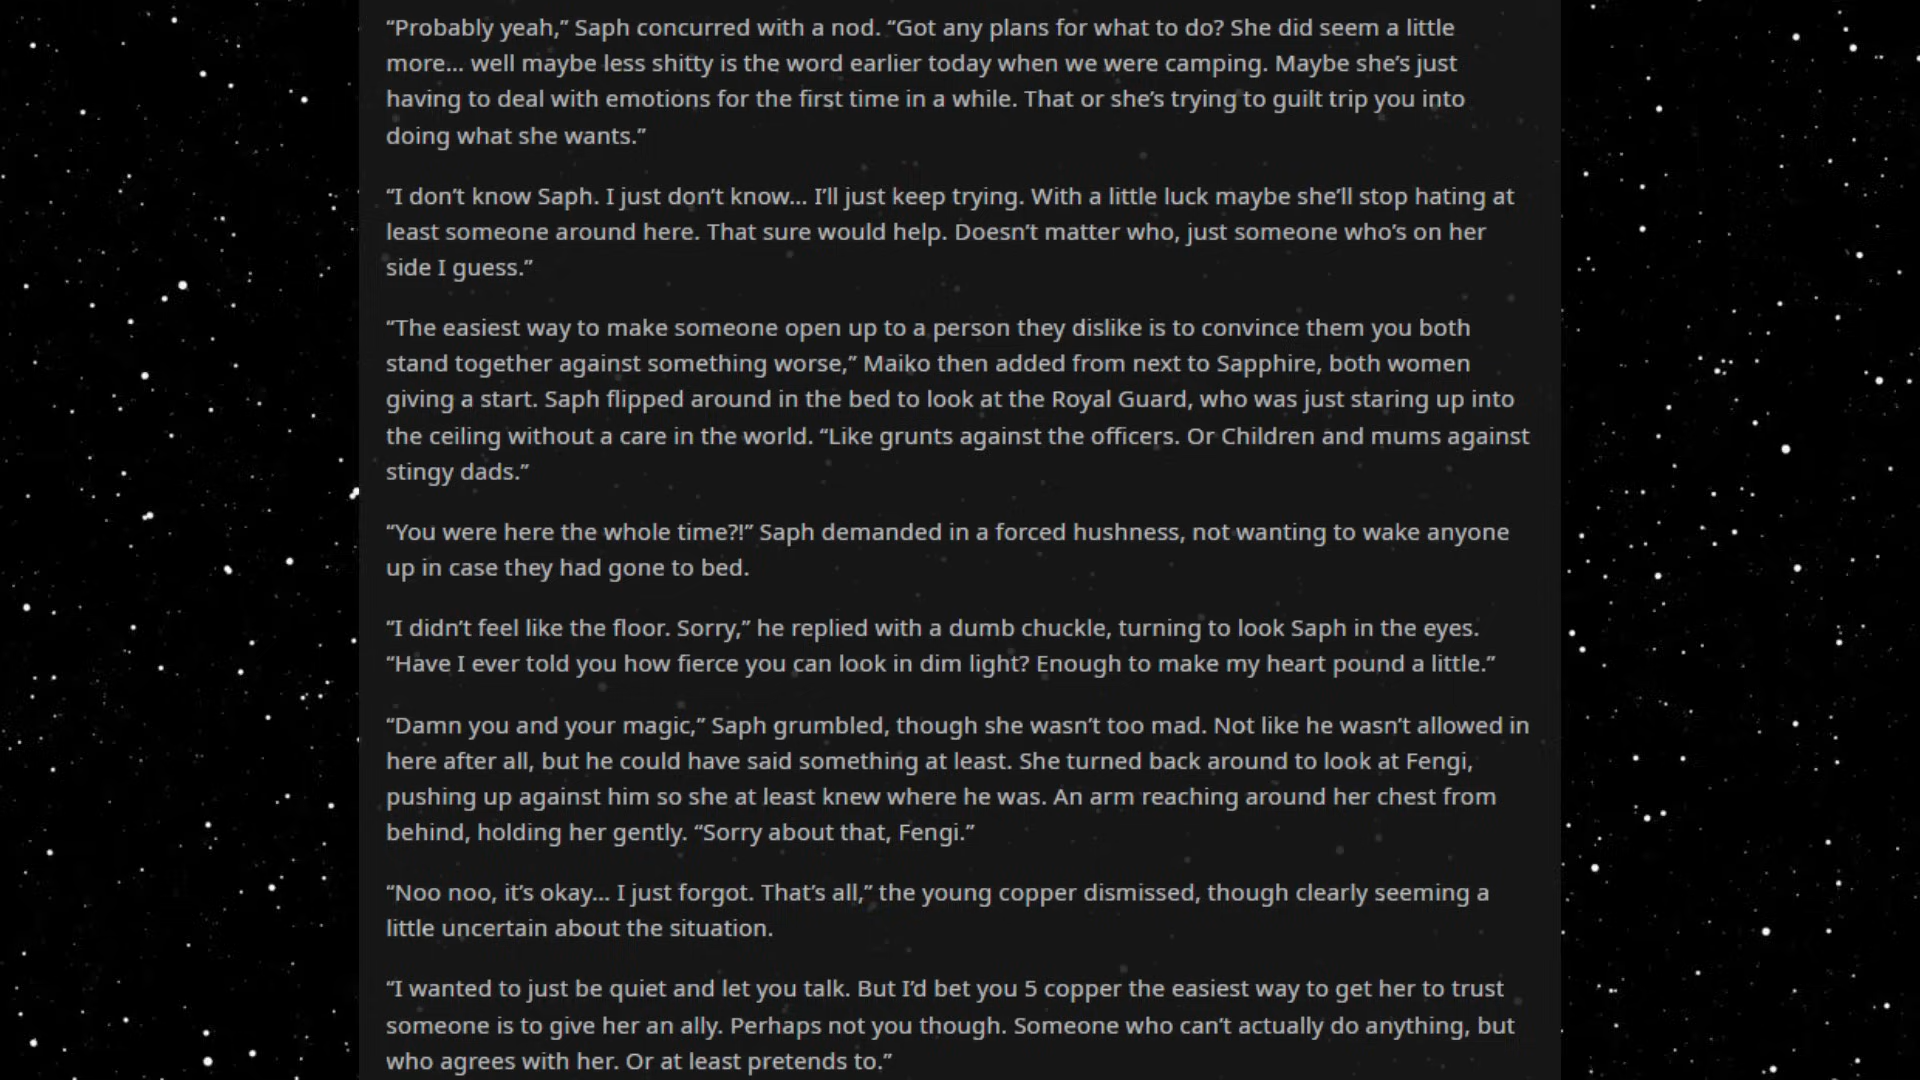 “Probably yeah,” Saph concurred with a nod. “Got any plans for what to do? She did seem a little
more… well maybe less shitty is the word earlier today when we were camping. Maybe she’s just
having to deal with emotions for the first time in a while. That or she’s trying to guilt trip you into
doing what she wants.”
“I don’t know Saph. I just don’t know… I’ll just keep trying. With a little luck maybe she’ll stop hating at
least someone around here. That sure would help. Doesn’t matter who, just someone who’s on her
side I guess.”
“The easiest way to make someone open up to a person they dislike is to convince them you both
stand together against something worse,” Maiko then added from next to Sapphire, both women
giving a start. Saph flipped around in the bed to look at the Royal Guard, who was just staring up into
the ceiling without a care in the world. “Like grunts against the officers. Or Children and mums against
stingy dads.”
“You were here the whole time?!” Saph demanded in a forced hushness, not wanting to wake anyone
up in case they had gone to bed.
“I didn’t feel like the floor. Sorry,” he replied with a dumb chuckle, turning to look Saph in the eyes.
“Have I ever told you how fierce you can look in dim light? Enough to make my heart pound a little.”
“Damn you and your magic,” Saph grumbled, though she wasn’t too mad. Not like he wasn’t allowed in
here after all, but he could have said something at least. She turned back around to look at Fengi,
pushing up against him so she at least knew where he was. An arm reaching around her chest from
behind, holding her gently. “Sorry about that, Fengi.”
“Noo noo, it’s okay… I just forgot. That’s all,” the young copper dismissed, though clearly seeming a
little uncertain about the situation.
“I wanted to just be quiet and let you talk. But I’d bet you 5 copper the easiest way to get her to trust
someone is to give her an ally. Perhaps not you though. Someone who can’t actually do anything, but
who agrees with her. Or at least pretends to.”